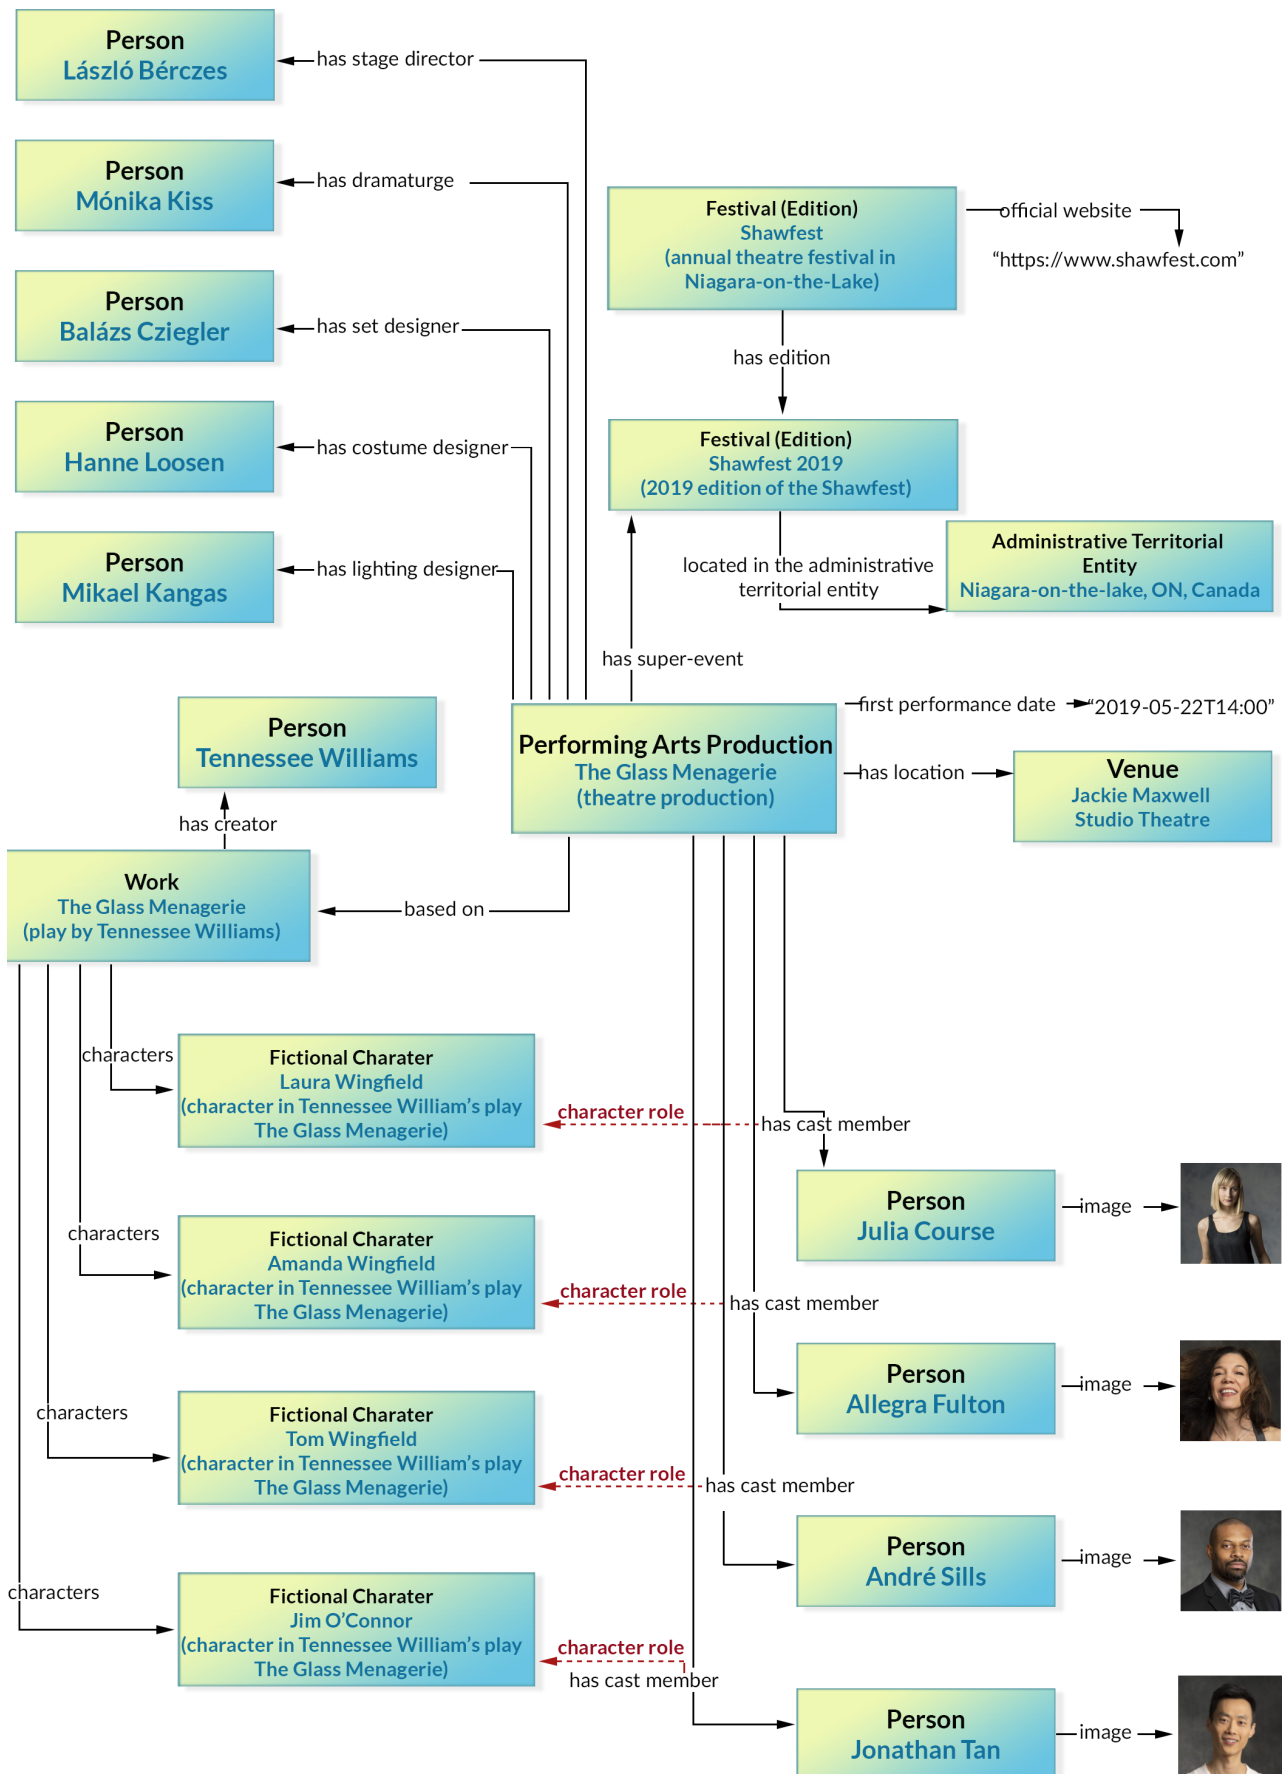 Person
László Bérczes
has stage director
Person
Mónika Kiss
has dramaturge
Person
Balázs Cziegler
has set designer
Person
Hanne Loosen
has costume designer
Person
Mikael Kangas
has lighting designer
Festival (Edition)
Shawfest
(annual theatre festival in
Niagara-on-the-Lake)
official website
“https://www.shawfest.com”
has edition
Festival (Edition)
Shawfest 2019
(2019 edition of the Shawfest)
located in the administrative
territorial entity
Administrative Territorial
Entity
Niagara-on-the-lake, ON, Canada
has super-event
Performing Arts Production
The Glass Menagerie
(theatre production)
first performance date
“2019-05-22T14:00”
has location
Venue
Jackie Maxwell
Studio Theatre
Person
Tennessee Williams
has creator
Work
The Glass Menagerie
(play by Tennessee Williams)
based on
characters
Fictional Charater
Laura Wingfield
(character in Tennessee William’s play
The Glass Menagerie)
character role
has cast member
Person
Julia Course
image
characters
Fictional Charater
Amanda Wingfield
(character in Tennessee William’s play
The Glass Menagerie)
character role
has cast member
Person
Allegra Fulton
image
characters
Fictional Charater
Tom Wingfield
(character in Tennessee William’s play
The Glass Menagerie)
character role
has cast member
Person
André Sills
image
characters
Fictional Charater
Jim O’Connor
(character in Tennessee William’s play
The Glass Menagerie)
character role
has cast member
Person
Jonathan Tan
image